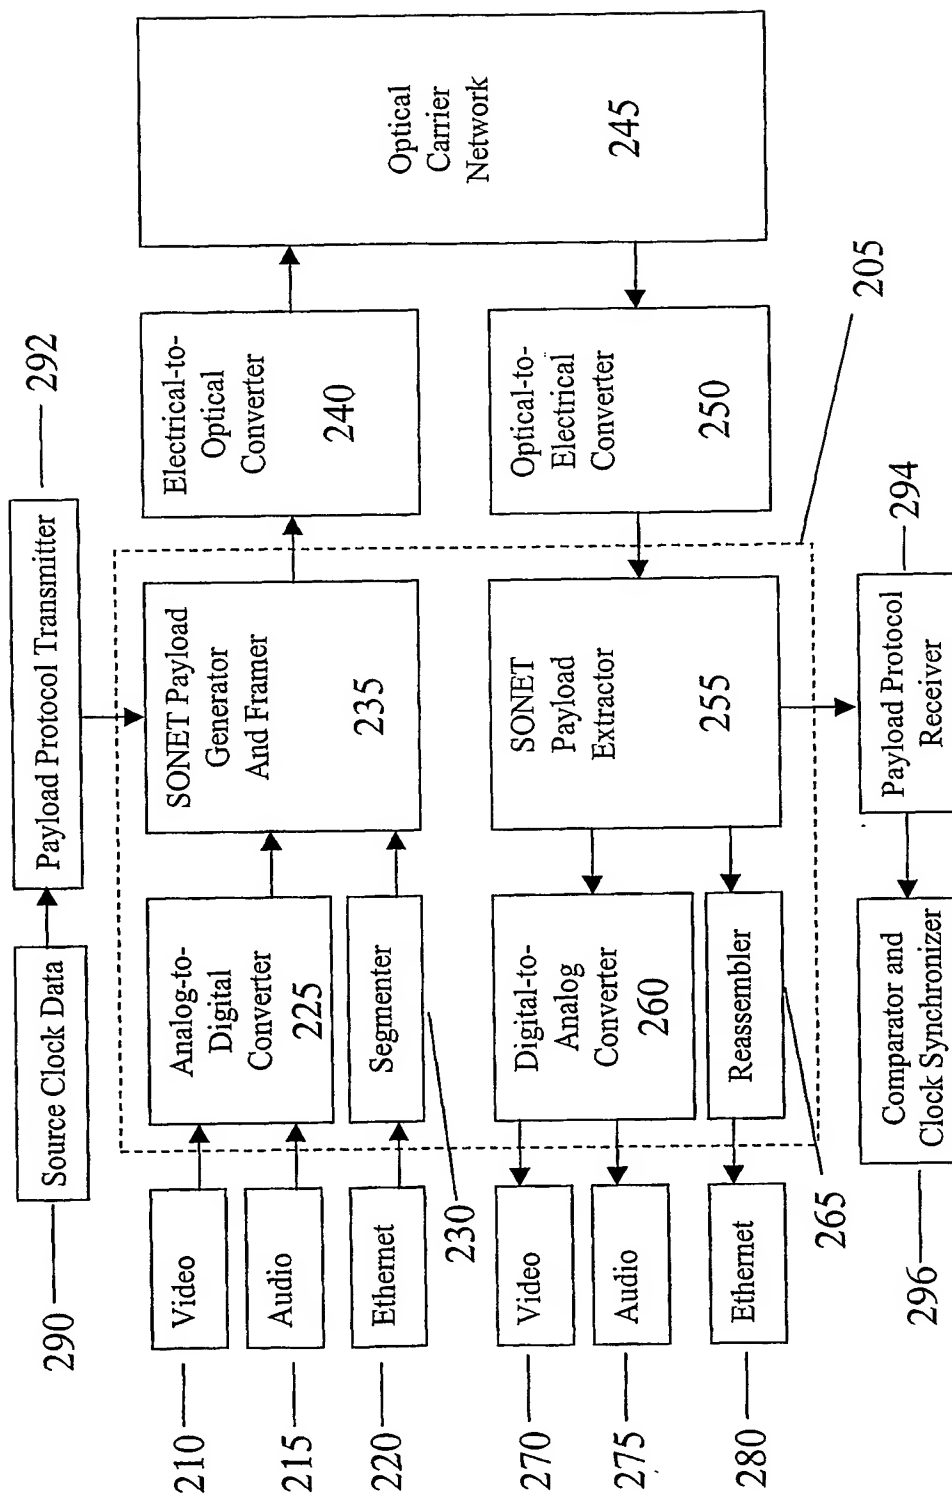 290
Source Clock Data
Payload Protocol Transmitter
292
210
Video
215
Audio
220
Ethernet
230
Analog-to-
Digital
Converter
225
Segmenter
SONET Payload
Generator
And Framer
235
Electrical-to-
Optical
Converter
240
Optical
Carrier
Network
245
270
Video
275
Audio
280
Ethernet
265
Digital-to-
Analog
Converter
260
Reassembler
SONET
Payload
Extractor
255
Optical-to-
Electrical
Converter
250
205
296
Comparator and
Clock Synchronizer
Payload Protocol
Receiver
294